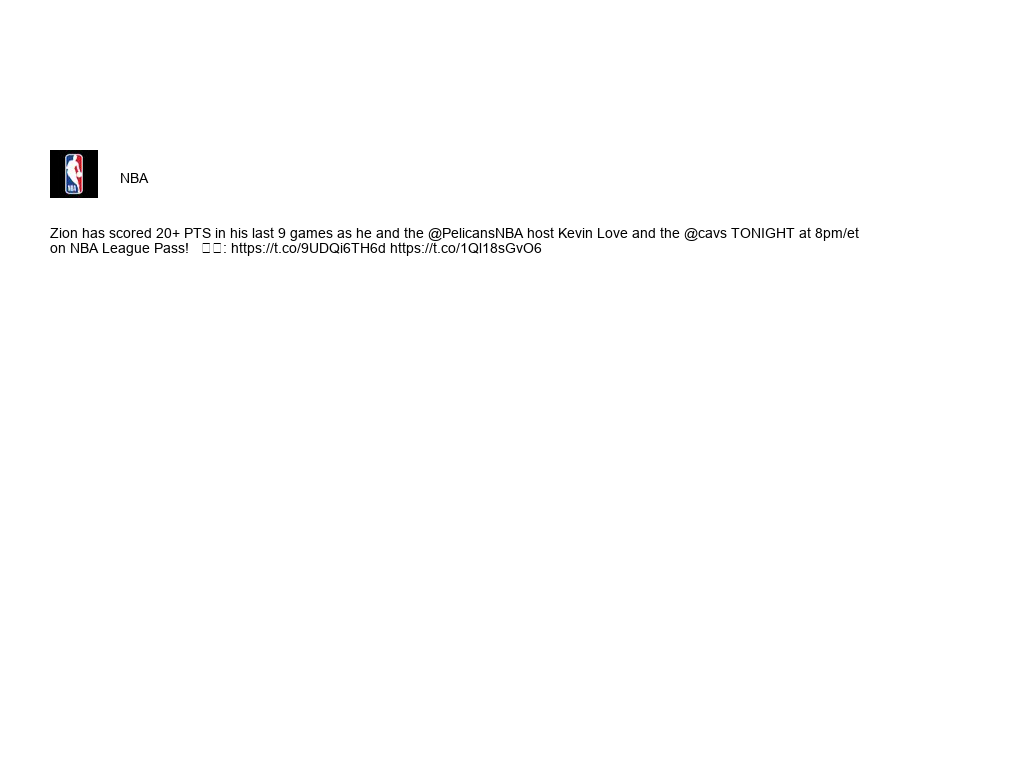 NBA
Zion has scored 20+ PTS in his last 9 games as he and the @PelicansNBA host Kevin Love and the @cavs TONIGHT at 8pm/et
on NBA League Pass!   □□: https://t.co/9UDQi6TH6d https://t.co/1Ql18sGvO6